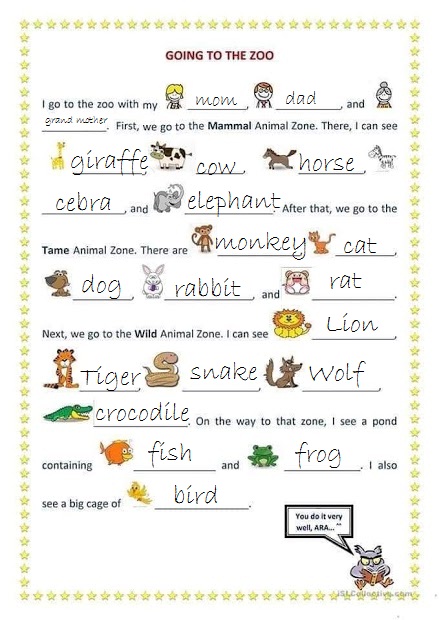 GOING TO THE ZOO
I go to the zoo with my mom, dad, and
grand mother. First, we go to the Mammal Animal Zone. There, I can see
giraffe, cow, horse,
cebra, and elephant. After that, we go to the
Tame Animal Zone. There are monkey cat,
dog, rabbit, and rat.
Next, we go to the Wild Animal Zone. I can see Lion,
Tiger, snake, Wolf,
crocodile. On the way to that zone, I see a pond
containing fish and frog. I also
see a big cage of bird.
You do it very
well, ARA... ^^
iSLCollective.com